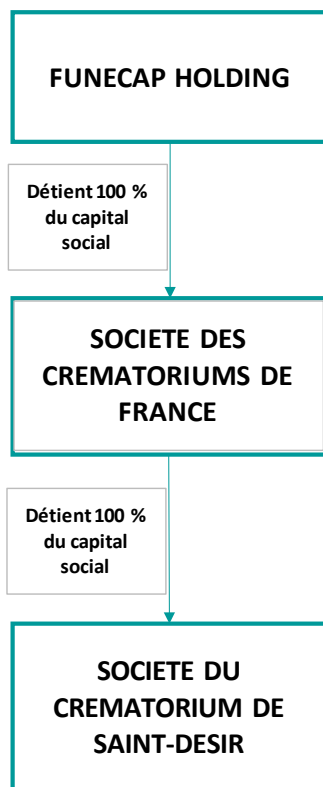 FUNECAP HOLDING
Détient 100 %
du capital
social
SOCIETE DES
CREMATORIUMS DE
FRANCE
Détient 100 %
du capital
social
SOCIETE DU
CREMATORIUM DE
SAINT-DESIR